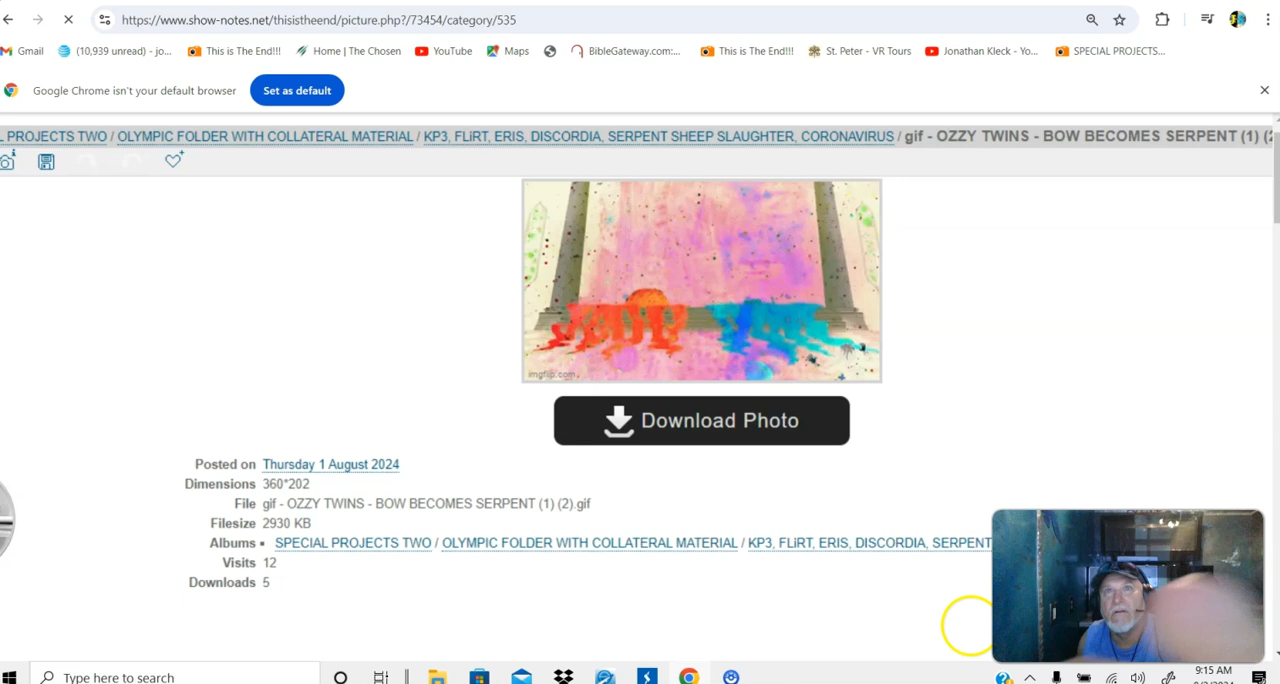 https://www.show-notes.net/thisistheend/picture.php?/73454/category/535
Gmail (10,939 unread) - jo... This is The End!!! Home | The Chosen YouTube Maps BibleGateway.com:... This is The End!!! St. Peter - VR Tours Jonathan Kleck - Yo... SPECIAL PROJECTS...
Google Chrome isn't your default browser Set as default
PROJECTS TWO / OLYMPIC FOLDER WITH COLLATERAL MATERIAL / KP3, FLiRT, ERIS, DISCORDIA, SERPENT SHEEP SLAUGHTER, CORONAVIRUS / gif - OZZY TWINS - BOW BECOMES SERPENT (1) (2
imgflip.com
Download Photo
Posted on Thursday 1 August 2024
Dimensions 360*202
File gif - OZZY TWINS - BOW BECOMES SERPENT (1) (2).gif
Filesize 2930 KB
Albums ▪ SPECIAL PROJECTS TWO / OLYMPIC FOLDER WITH COLLATERAL MATERIAL / KP3, FLiRT, ERIS, DISCORDIA, SERPENT
Visits 12
Downloads 5
Type here to search
9:15 AM